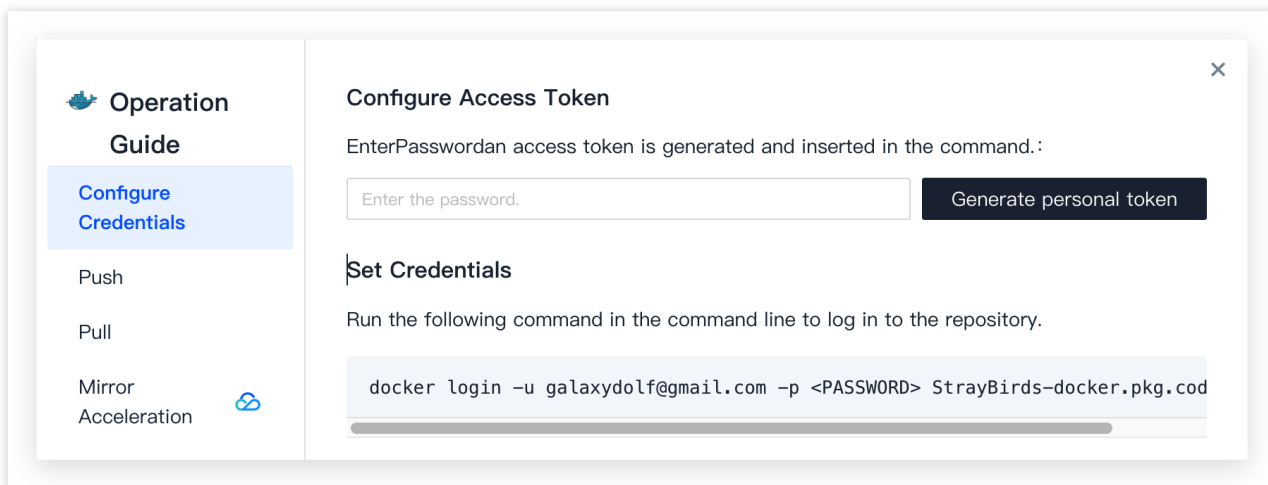 Operation
Guide
Configure
Credentials
Push
Pull
Mirror
Acceleration
Configure Access Token
EnterPasswordan access token is generated and inserted in the command.：
Enter the password.
Generate personal token
Set Credentials
Run the following command in the command line to log in to the repository.
docker login -u galaxydolf@gmail.com -p <PASSWORD> StrayBirds-docker.pkg.cod